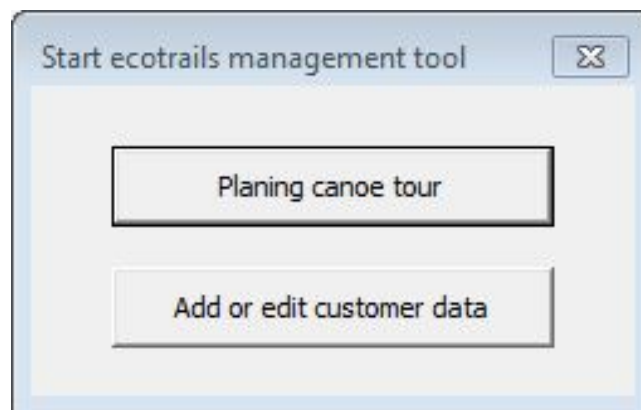 Start ecotrails management tool
Planing canoe tour
Add or edit customer data